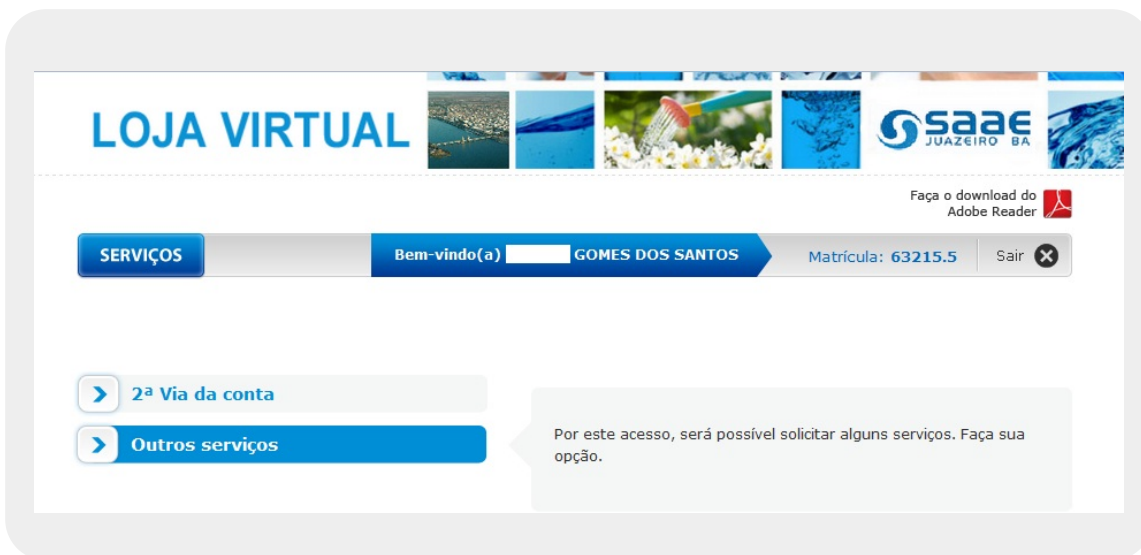 LOJA VIRTUAL
saae
JUAZEIRO BA
Faça o download do
Adobe Reader
SERVIÇOS
Bem-vindo(a) GOMES DOS SANTOS
Matrícula: 63215.5
Sair
2ª Via da conta
Outros serviços
Por este acesso, será possível solicitar alguns serviços. Faça sua
opção.